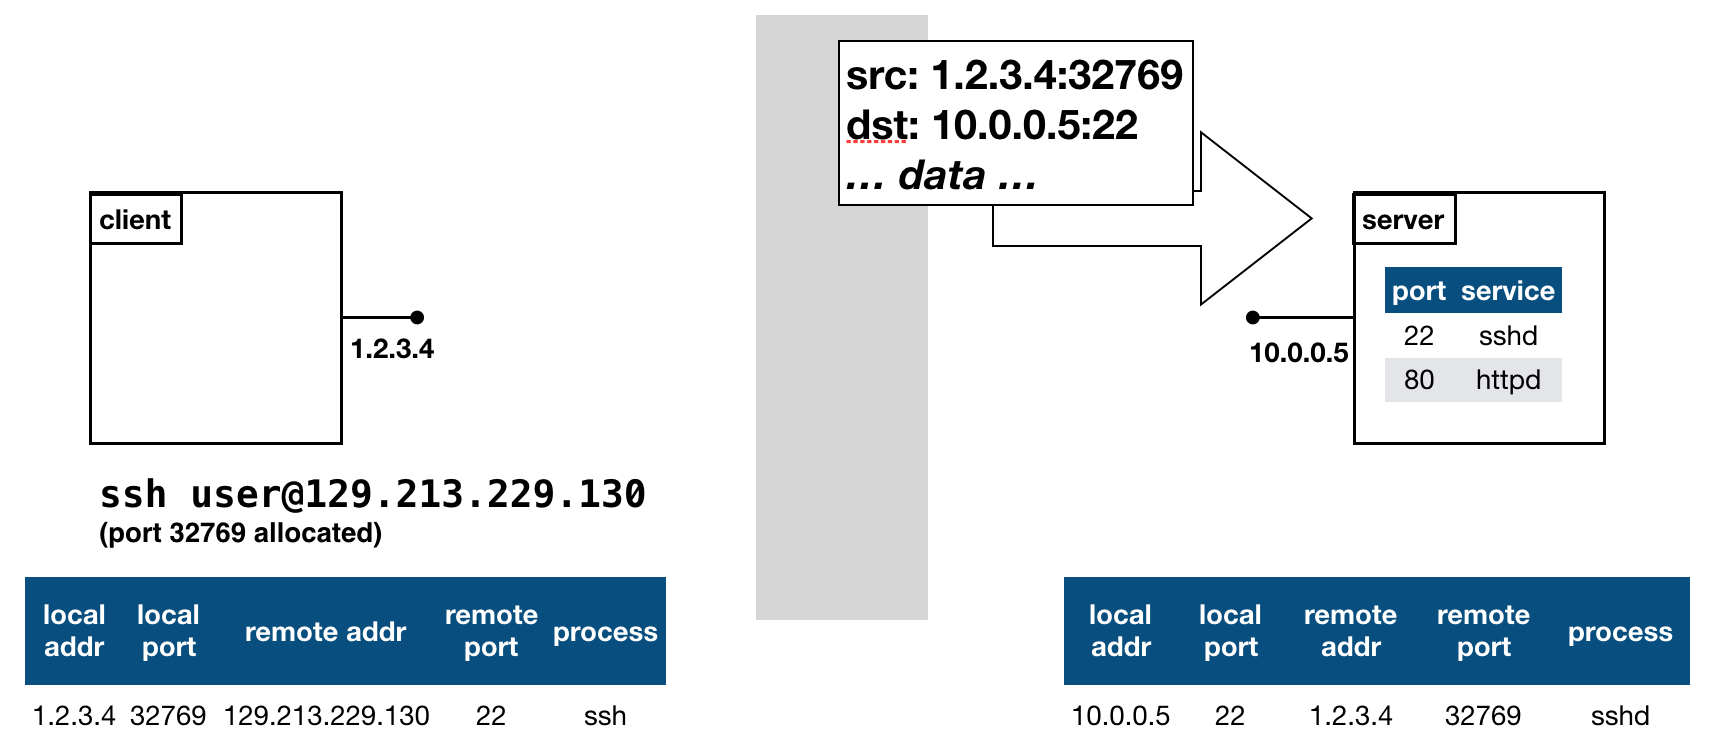 src: 1.2.3.4:32769
dst: 10.0.0.5:22
... data ...
client
1.2.3.4
server
port service
22 sshd
80 httpd
10.0.0.5
ssh user@129.213.229.130
(port 32769 allocated)
local addr local port remote addr remote port process
1.2.3.4 32769 129.213.229.130 22 ssh
local addr local port remote addr remote port process
10.0.0.5 22 1.2.3.4 32769 sshd